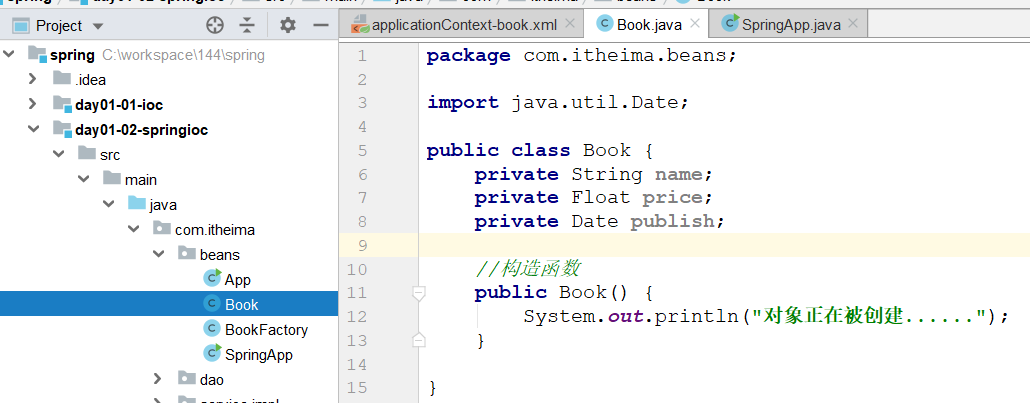 Project
spring C:\workspace\144\spring
.idea
day01-01-ioc
day01-02-springioc
src
main
java
com.itheima
beans
App
Book
BookFactory
SpringApp
dao
applicationContext-book.xml
Book.java
SpringApp.java
1 package com.itheima.beans;
2
3 import java.util.Date;
4
5 public class Book {
6 private String name;
7 private Float price;
8 private Date publish;
9
10 //构造函数
11 public Book() {
12 System.out.println("对象正在被创建......");
13 }
14
15 }